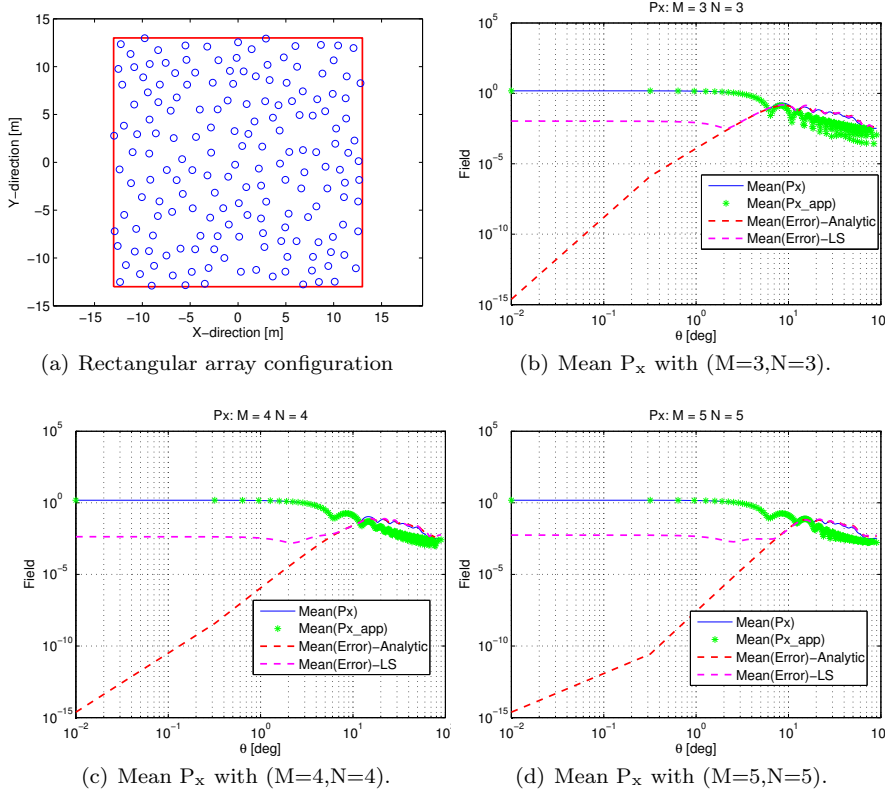 15
10
5
0
−5
−10
−15
Y−direction [m]
−15 −10 −5 0 5 10 15
X−direction [m]
(a) Rectangular array configuration
Px: M = 3 N = 3
10^5
10^0
10^−5
10^−10
10^−15
Field
Mean(Px)
Mean(Px_app)
Mean(Error)−Analytic
Mean(Error)−LS
10^−2 10^−1 10^0 10^1 10
θ [deg]
(b) Mean P_x with (M=3,N=3).
Px: M = 4 N = 4
10^5
10^0
10^−5
10^−10
10^−15
Field
Mean(Px)
Mean(Px_app)
Mean(Error)−Analytic
Mean(Error)−LS
10^−2 10^−1 10^0 10^1 10
θ [deg]
(c) Mean P_x with (M=4,N=4).
Px: M = 5 N = 5
10^5
10^0
10^−5
10^−10
10^−15
Field
Mean(Px)
Mean(Px_app)
Mean(Error)−Analytic
Mean(Error)−LS
10^−2 10^−1 10^0 10^1 10
θ [deg]
(d) Mean P_x with (M=5,N=5).